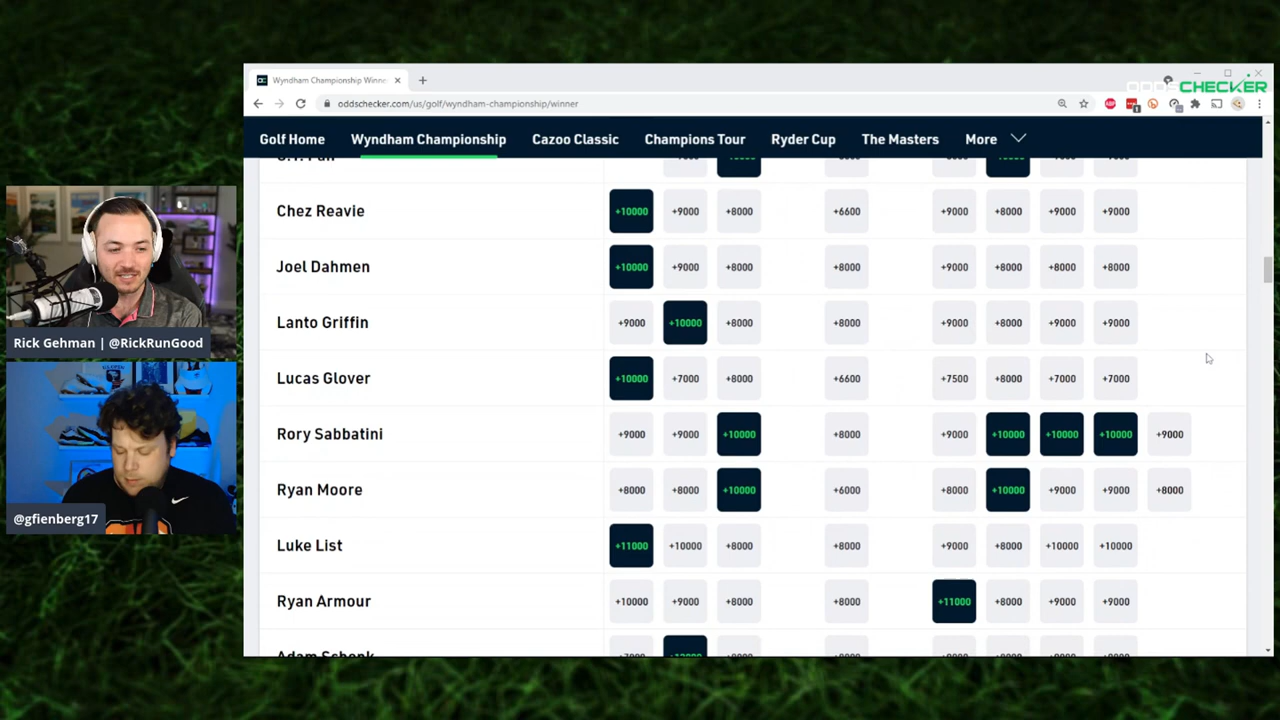 Wyndham Championship Winne
ODDSCHECKER
oddschecker.com/us/golf/wyndham-championship/winner
Golf Home Wyndham Championship Cazoo Classic Champions Tour Ryder Cup The Masters More
Chez Reavie +10000 +9000 +8000 +6600 +9000 +8000 +9000 +9000
Joel Dahmen +10000 +9000 +8000 +8000 +9000 +8000 +8000 +8000
Lanto Griffin +9000 +10000 +8000 +8000 +9000 +8000 +9000 +9000
Lucas Glover +10000 +7000 +8000 +6600 +7500 +8000 +7000 +7000
Rory Sabbatini +9000 +9000 +10000 +8000 +9000 +10000 +10000 +10000 +9000
Ryan Moore +8000 +8000 +10000 +6000 +8000 +10000 +9000 +9000 +8000
Luke List +11000 +10000 +8000 +8000 +9000 +8000 +10000 +10000
Ryan Armour +10000 +9000 +8000 +8000 +11000 +8000 +9000 +9000
Adam Schenk
Rick Gehman | @RickRunGood
@gfienberg17